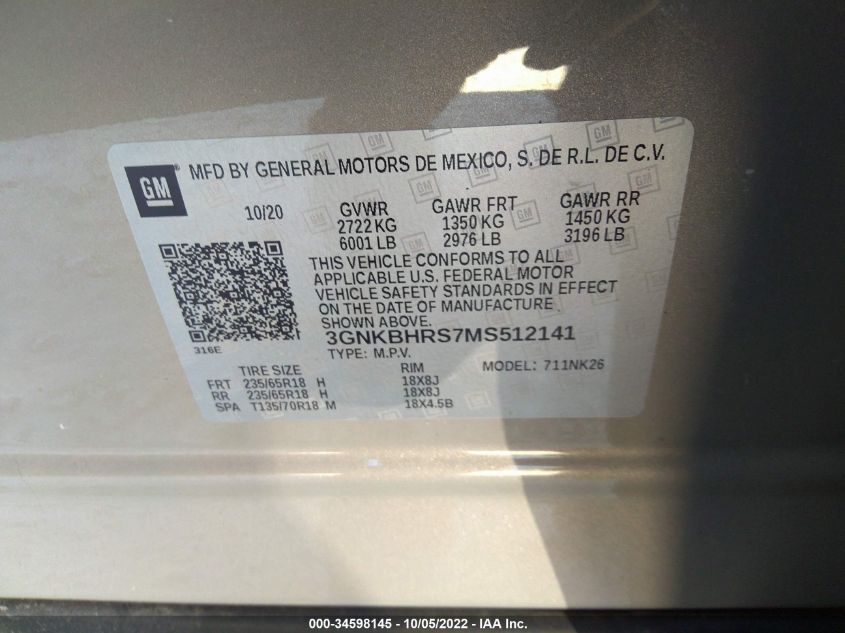 GM
MFD BY GENERAL MOTORS DE MEXICO, S. DE R.L. DE C.V.
10/20 GVWR GAWR FRT GAWR RR
2722 KG 1350 KG 1450 KG
6001 LB 2976 LB 3196 LB
THIS VEHICLE CONFORMS TO ALL
APPLICABLE U.S. FEDERAL MOTOR
VEHICLE SAFETY STANDARDS IN EFFECT
ON THE DATE OF MANUFACTURE
SHOWN ABOVE.
3GNKBHRS7MS512141
316E
TYPE: M.P.V. MODEL: 711NK26
TIRE SIZE RIM
FRT 235/65R18 H 18X8J
RR 235/65R18 H 18X8J
SPA T135/70R18 M 18X4.5B
000-34598145 - 10/05/2022 - IAA Inc.